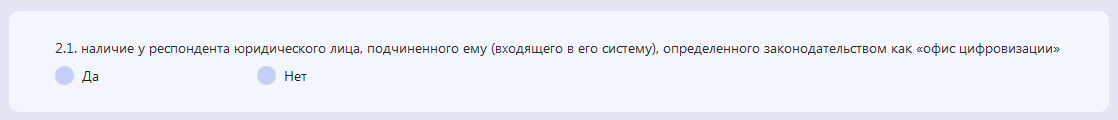 2.1. наличие у респондента юридического лица, подчиненного ему (входящего в его систему), определенного законодательством как «офис цифровизации»
Да Нет